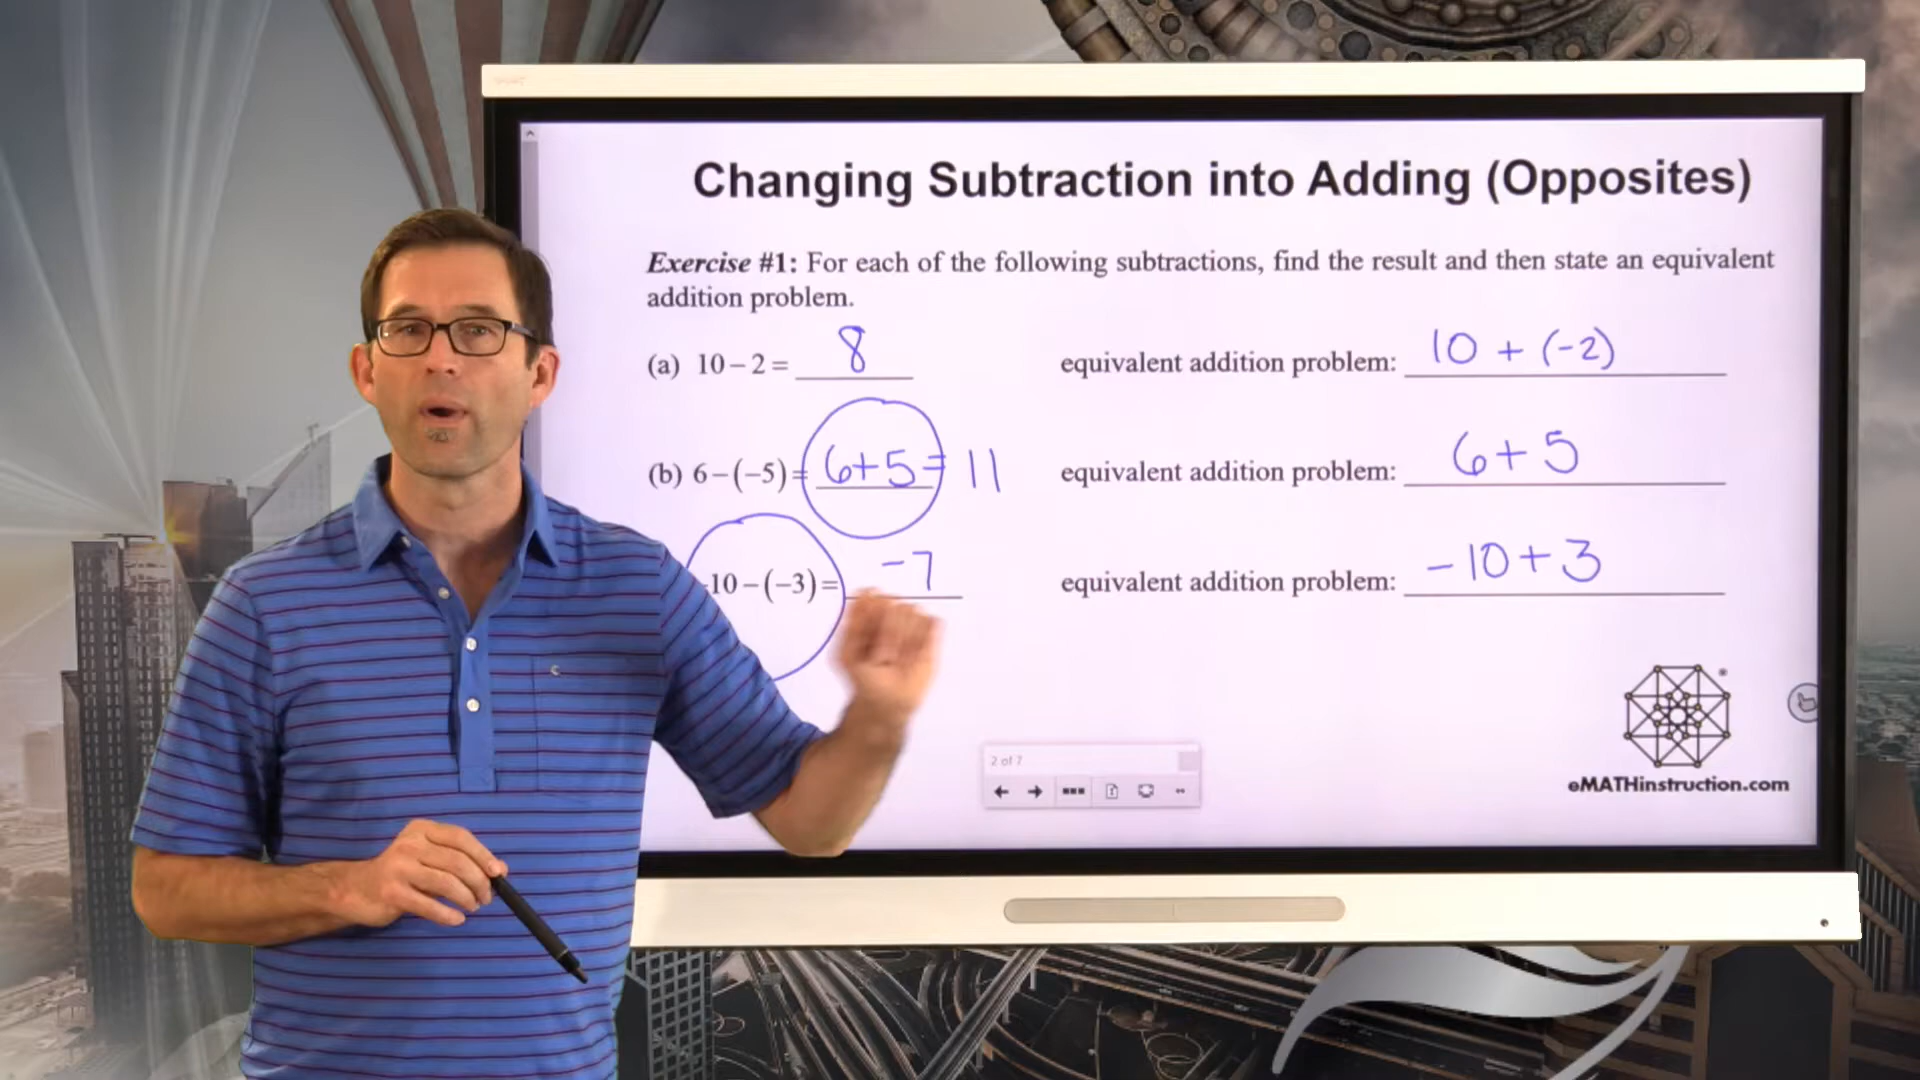 Changing Subtraction into Adding (Opposites)
Exercise #1: For each of the following subtractions, find the result and then state an equivalent
addition problem.
(a) 10 – 2 = 8 equivalent addition problem: 10 + (-2)
(b) 6 – (–5) = 6+5 = 11 equivalent addition problem: 6+5
-10 – (–3) = -7 equivalent addition problem: -10+3
2 of 7
eMATHinstruction.com